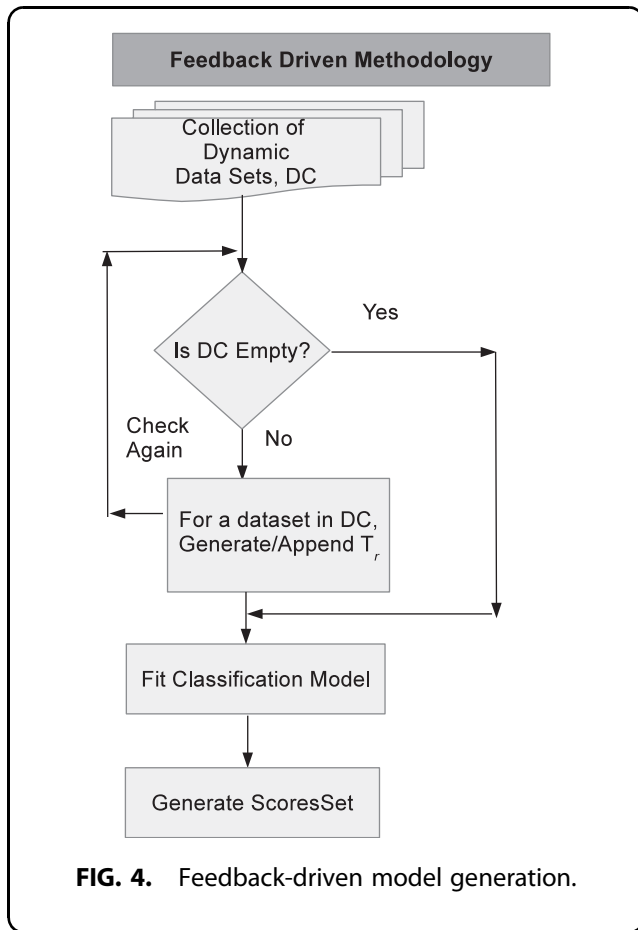 Feedback Driven Methodology
Collection of
Dynamic
Data Sets, DC
Yes
Is DC Empty?
Check
Again
No
For a dataset in DC,
Generate/Append T_r
Fit Classification Model
Generate ScoresSet
FIG. 4. Feedback-driven model generation.